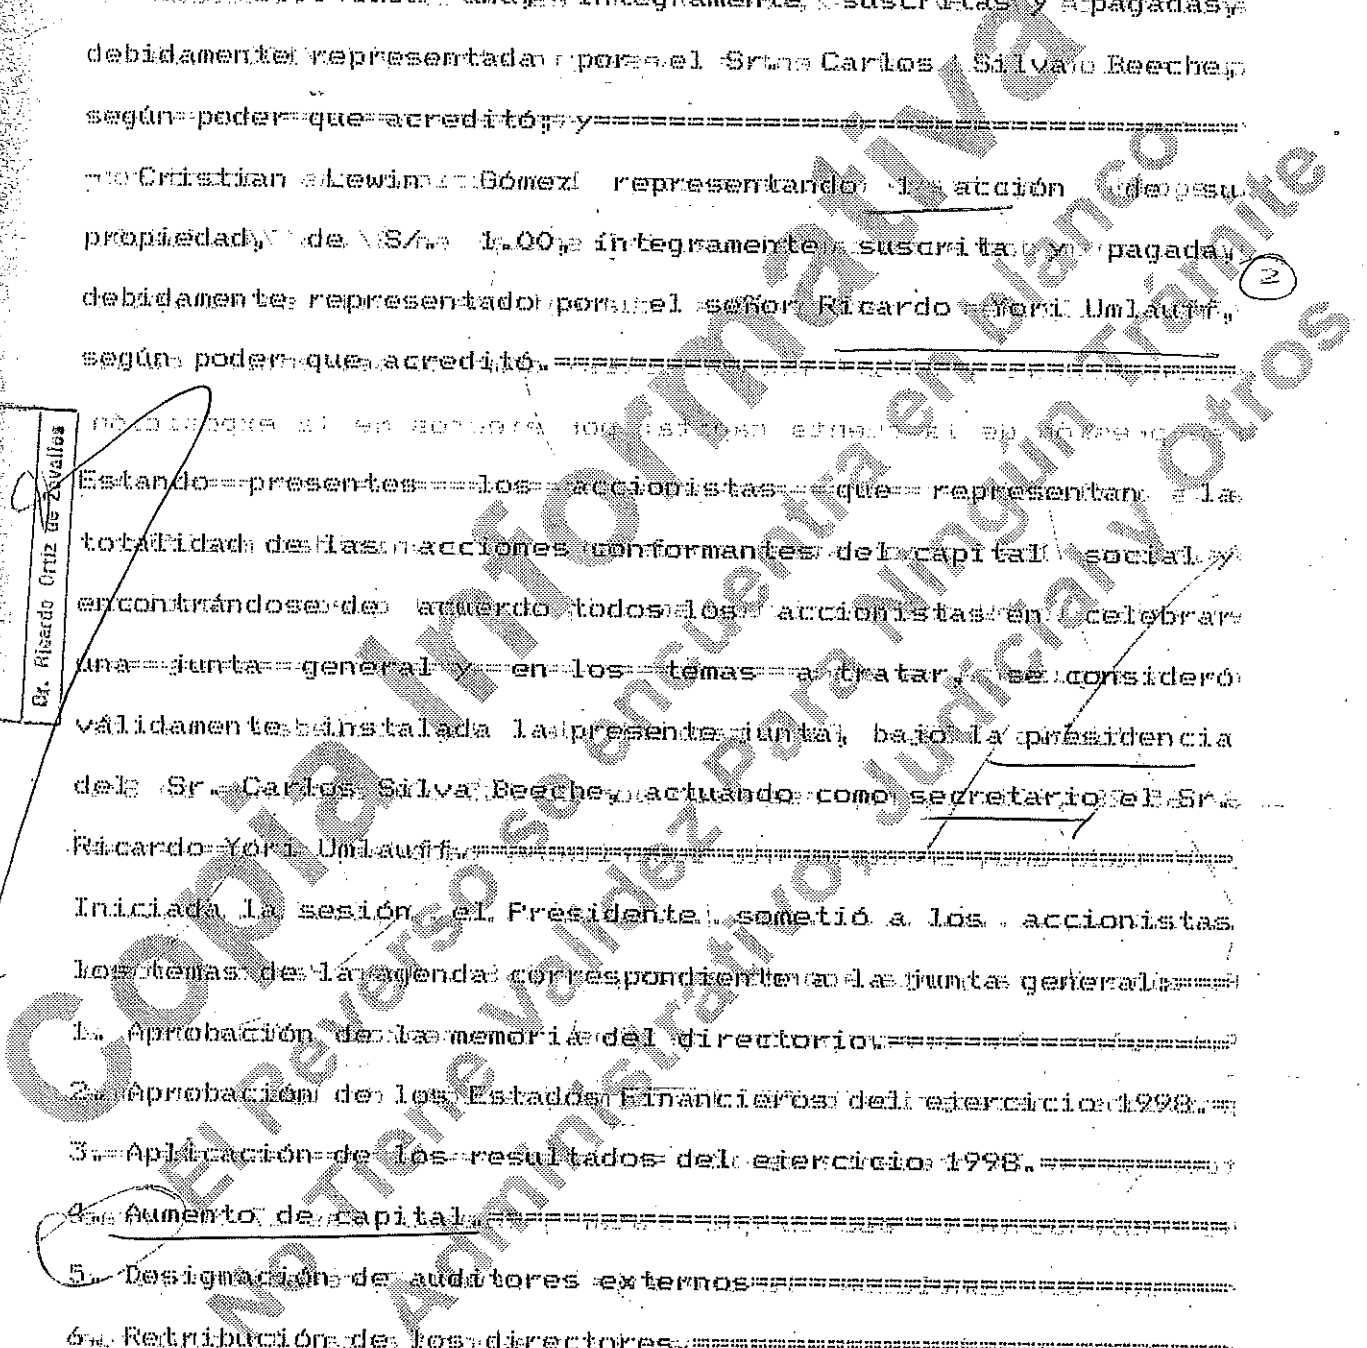 íntegramente suscritas y pagadas,
debidamente representada por el Sr. Carlos Silva Beeche,
según poder que acreditó; y
- Cristian Lewin Gómez representando 1 acción de su
propiedad, de S/. 1.00, íntegramente suscrita y pagada,
debidamente representado por el señor Ricardo Yori Umlauff,
según poder que acreditó.
Estando presentes los accionistas que representan la
totalidad de las acciones conformantes del capital social y
encontrándose de acuerdo todos los accionistas en celebrar
una junta general y en los temas a tratar, se consideró
válidamente instalada la presente junta, bajo la presidencia
del Sr. Carlos Silva Beeche, actuando como secretario el Sr.
Ricardo Yori Umlauff.
Iniciada la sesión, el Presidente sometió a los accionistas
los temas de la agenda correspondiente a la junta general:
1. Aprobación de la memoria del directorio.
2. Aprobación de los Estados Financieros del ejercicio 1998.
3. Aplicación de los resultados del ejercicio 1998.
4. Aumento de capital.
5. Designación de auditores externos
6. Retribución de los directores.
2
Dr. Ricardo Ortiz de Zevallos
Copia Informativa
El Reverso se encuentra en blanco
No Tiene Validez Para Ningun Trámite
Administrativo, Judicial y Otros